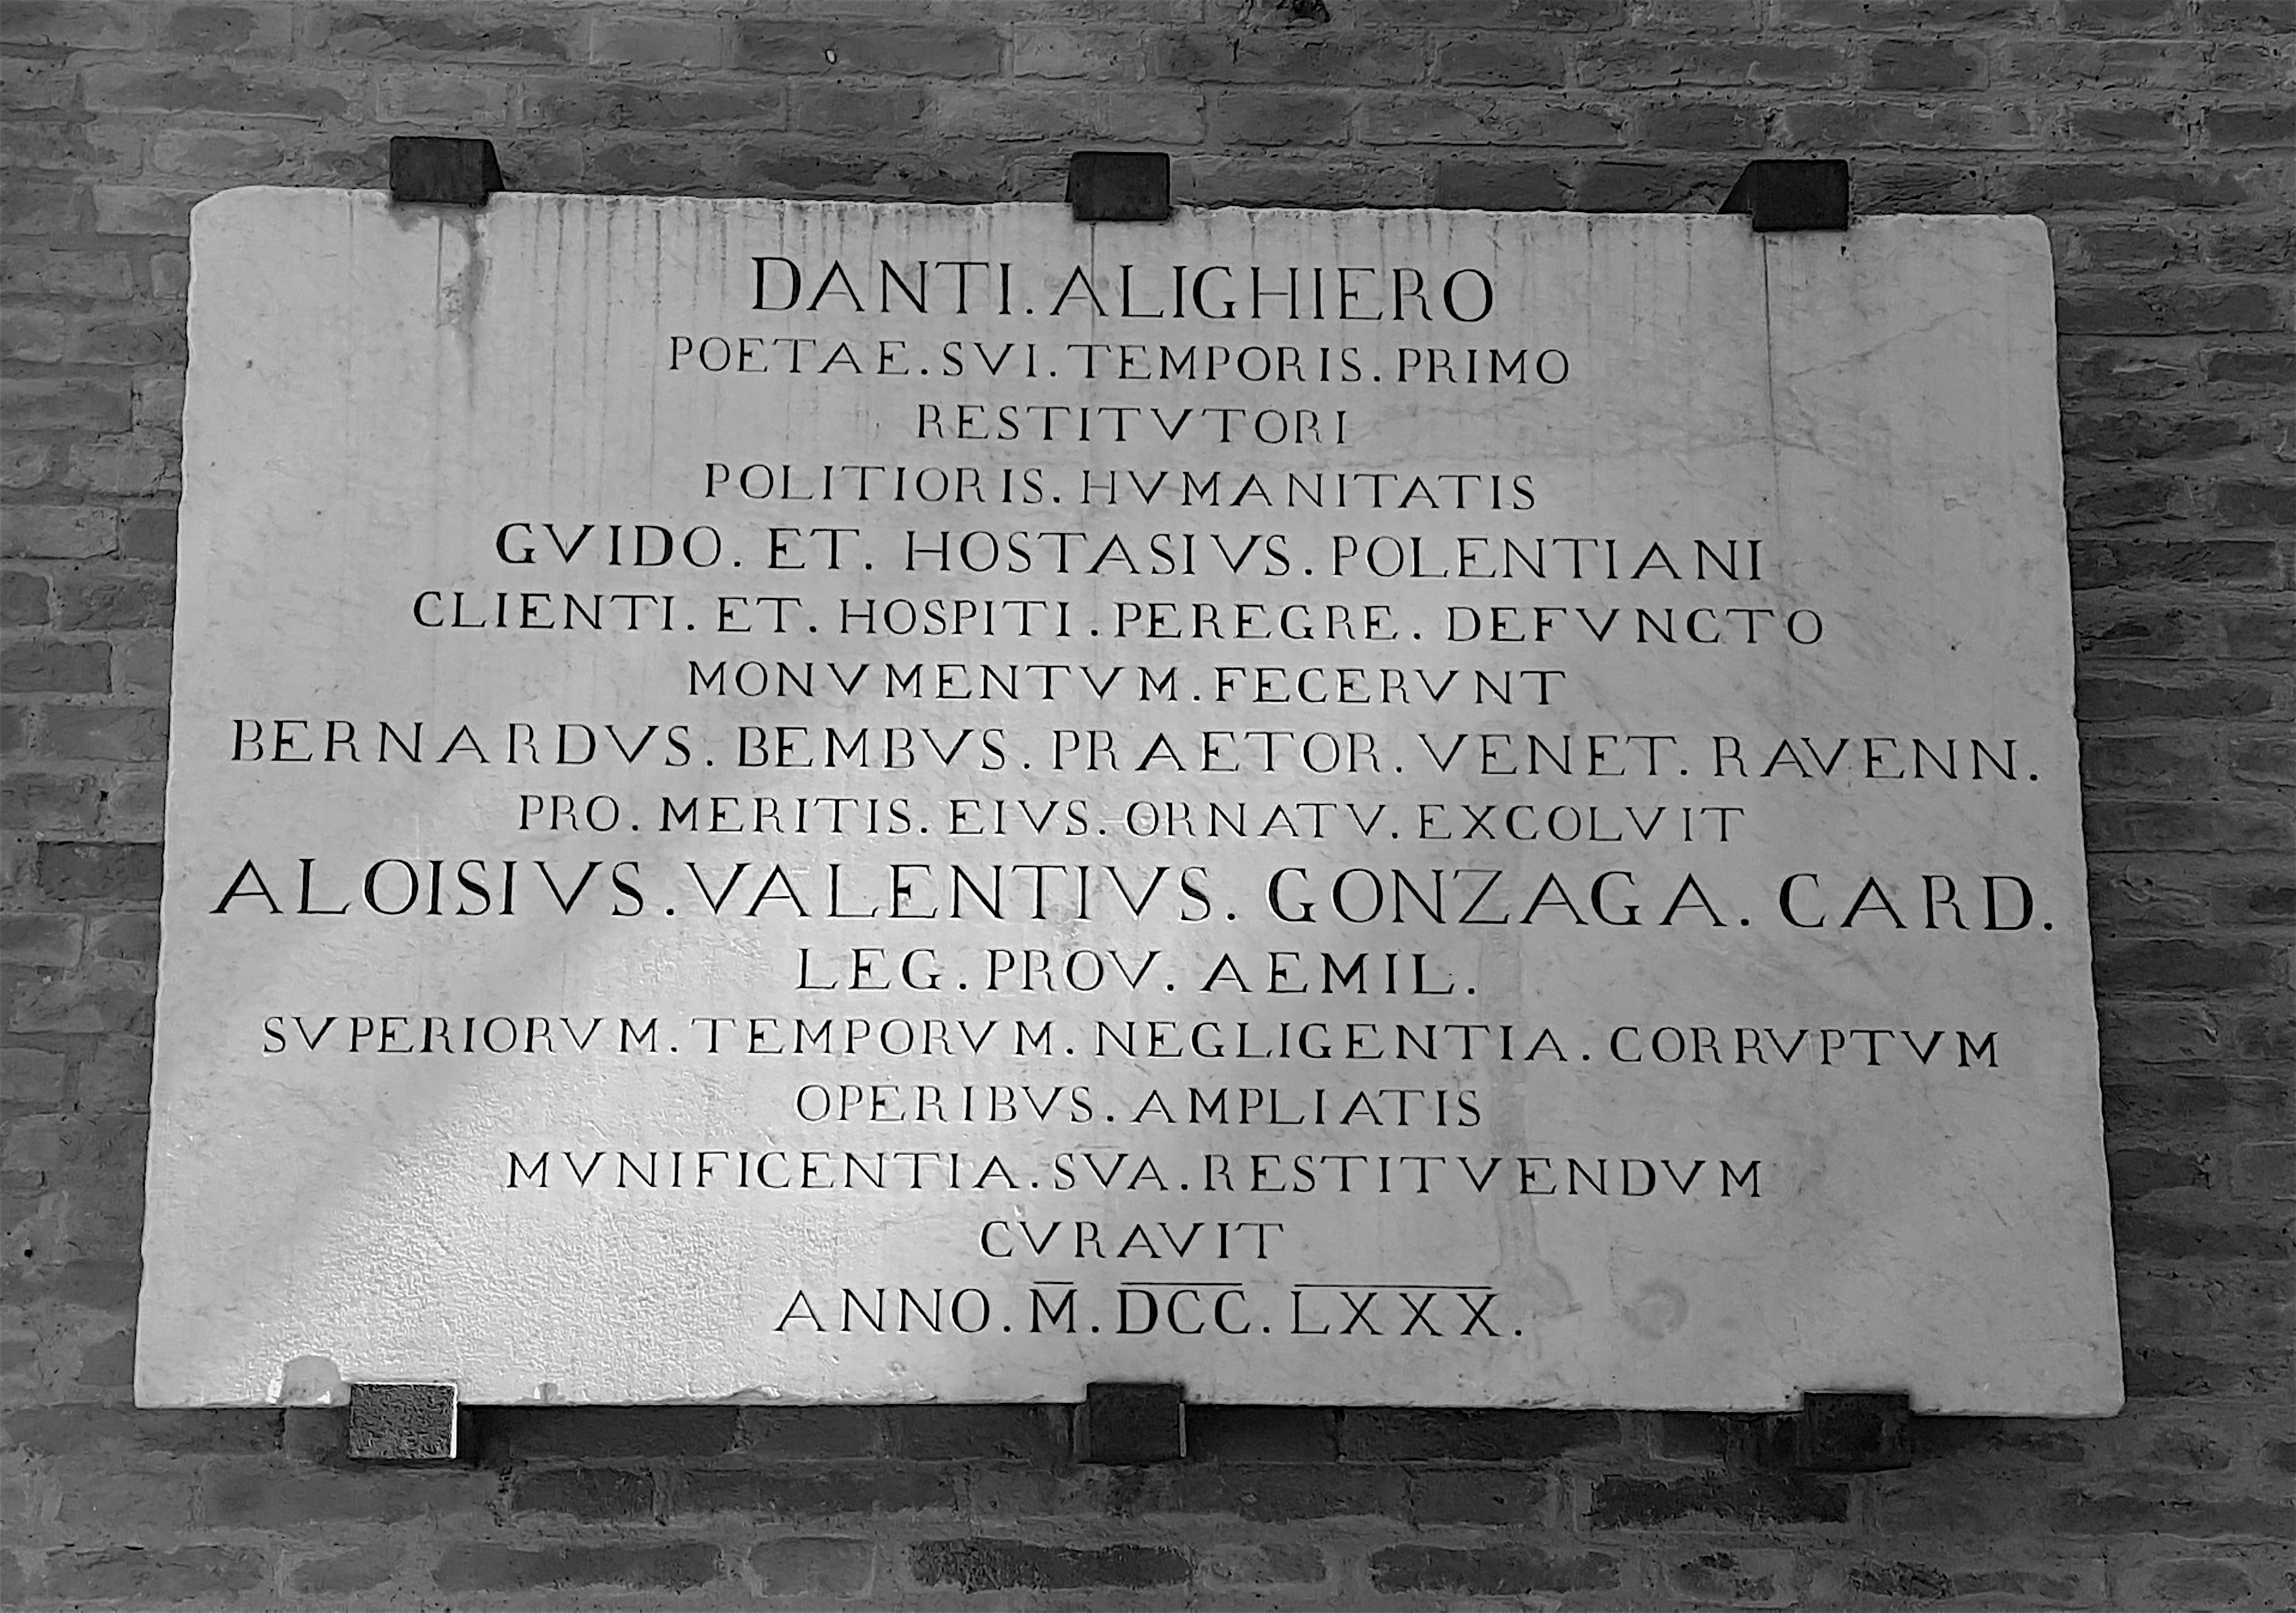 DANTI. ALIGHIERO
POETAE. SVI. TEMPORIS. PRIMO
RESTITVTORI
POLITIORIS. HVMANITATIS
GVIDO. ET. HOSTASIVS. POLENTIANI
CLIENTI. ET. HOSPITI. PEREGRE. DEFVNCTO
MONVMENTVM. FECERVNT
BERNARDVS. BEMBVS. PRAETOR. VENET. RAVENN.
PRO. MERITIS. EIVS. ORNATV. EXCOLVIT
ALOISIVS. VALENTIVS. GONZAGA. CARD.
LEG. PROV. AEMIL.
SVPERIORVM. TEMPORVM. NEGLIGENTIA. CORRVPTVM
OPERIBVS. AMPLIATIS
MVNIFICENTIA. SVA. RESTITVENDVM
CVRAVIT
ANNO. M̅. D̅C̅C̅. L̅X̅X̅X̅.